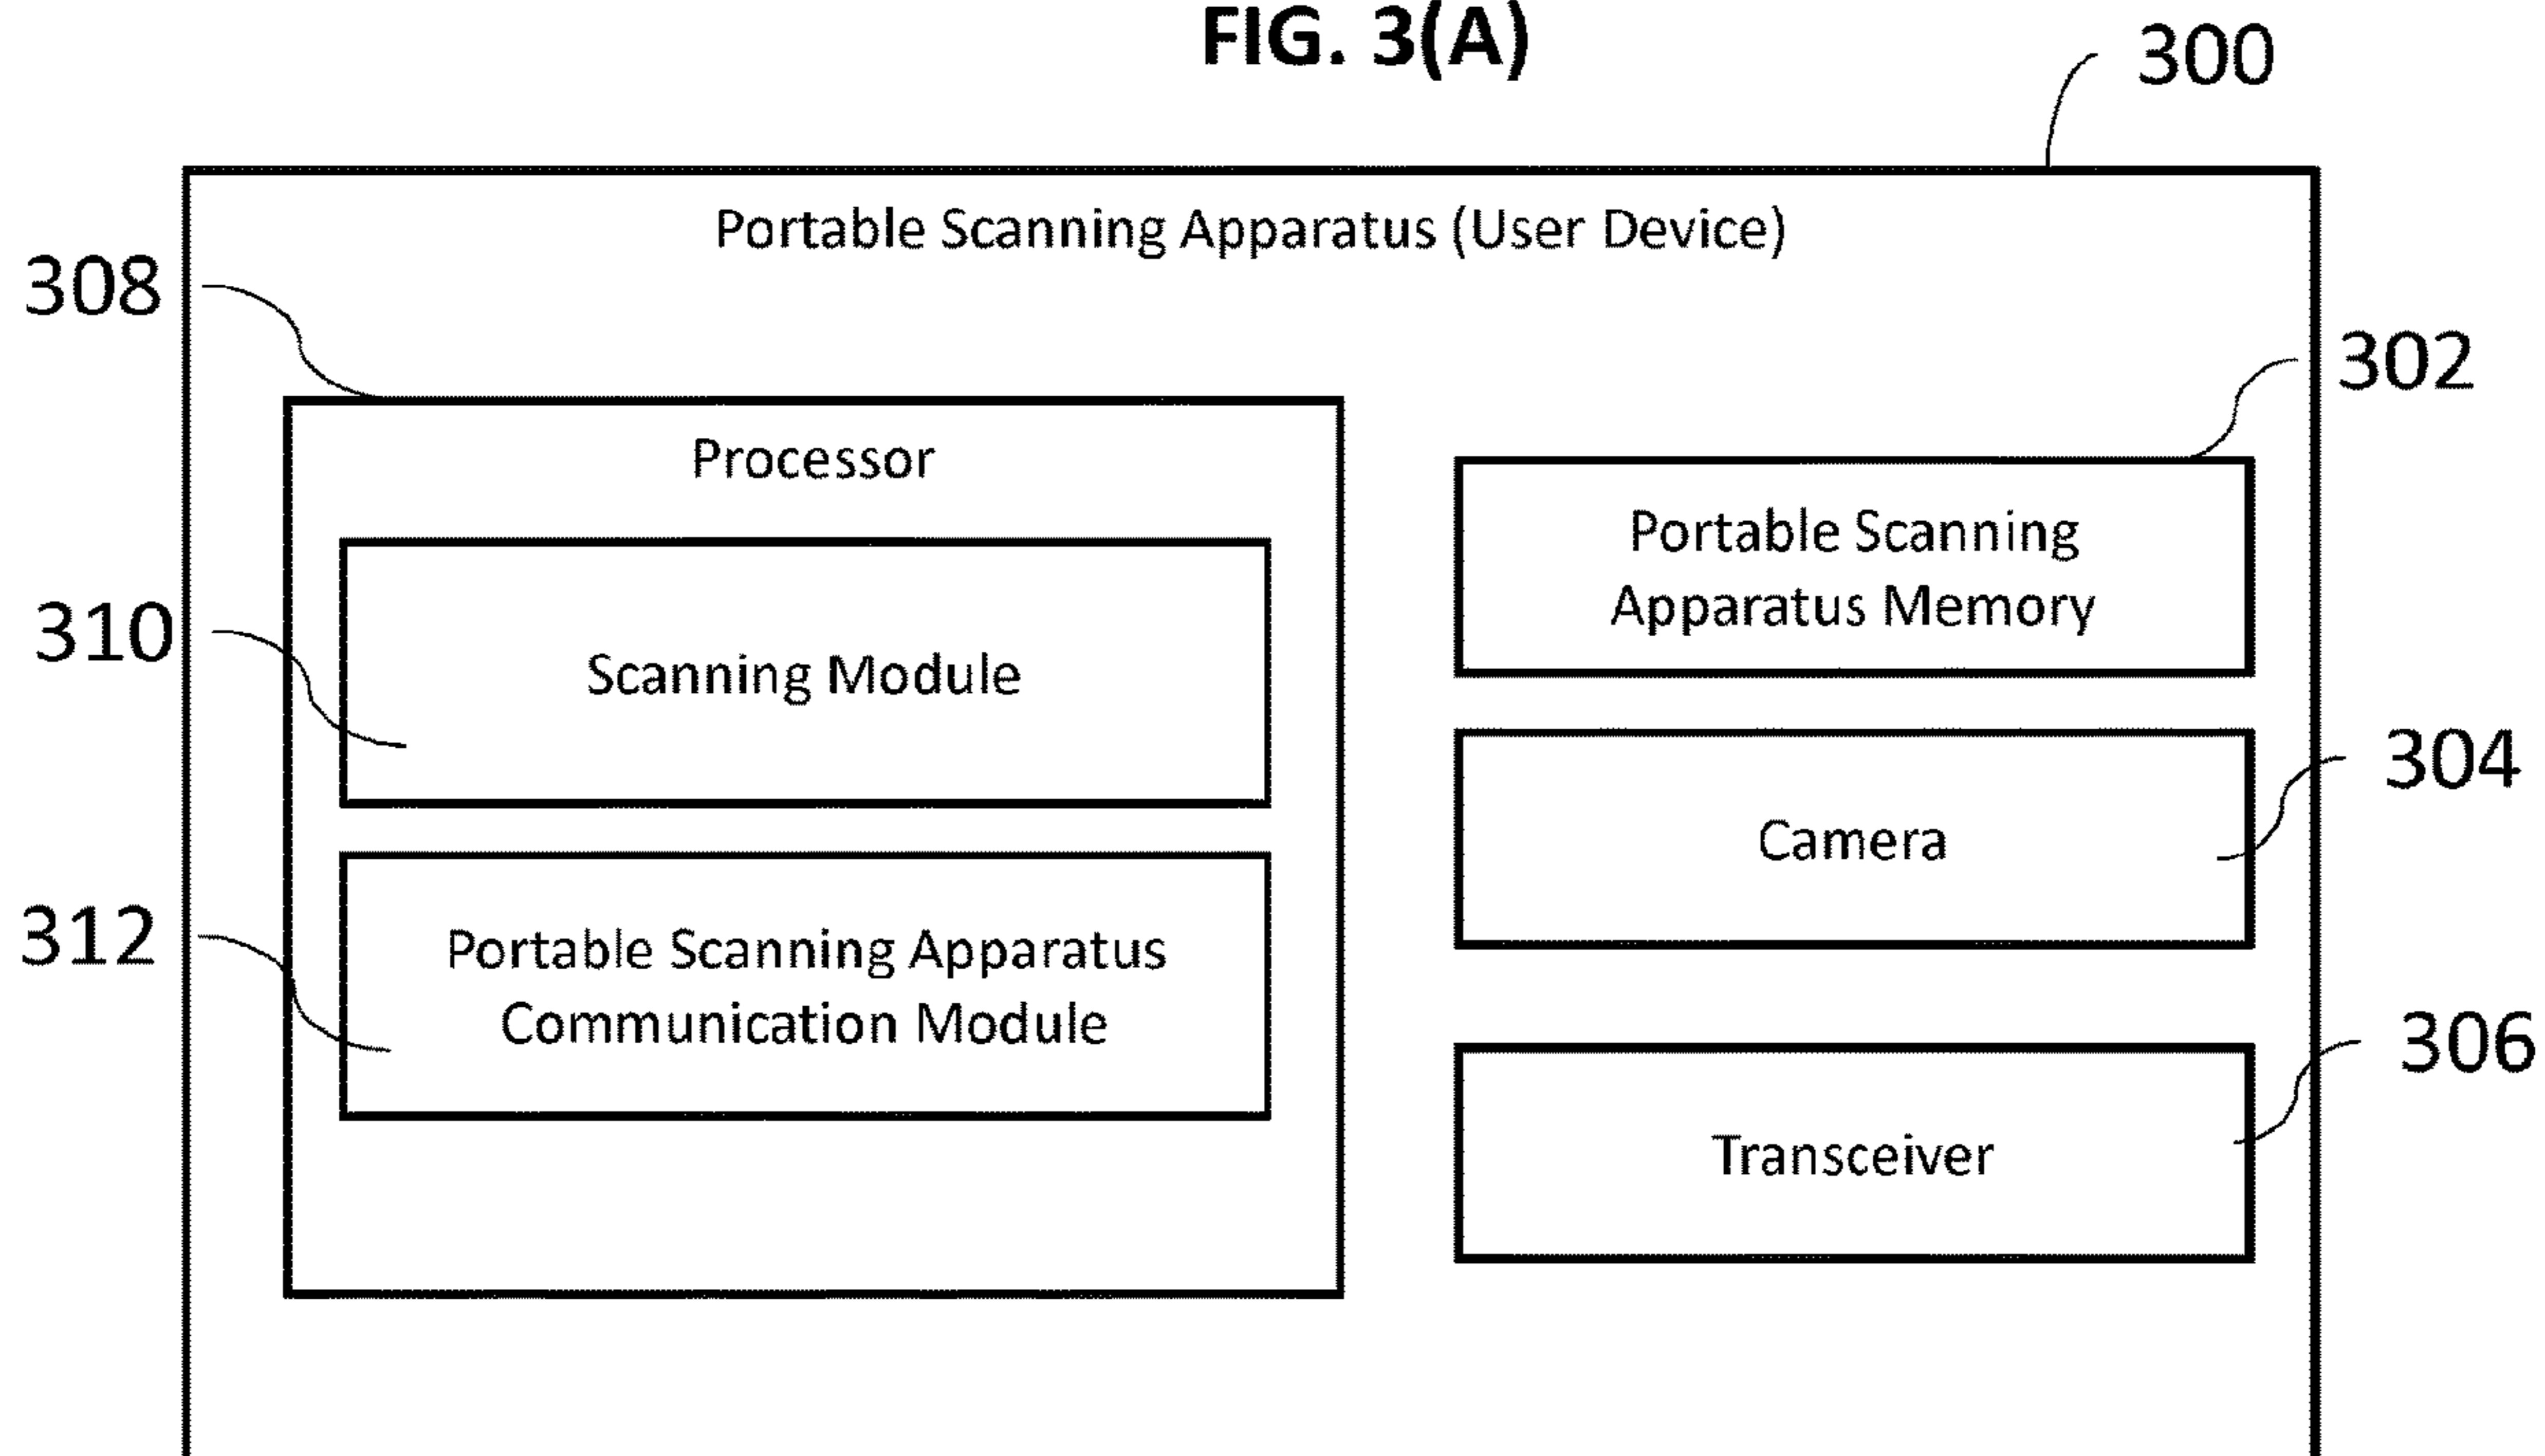 FIG. 3(A)
300
Portable Scanning Apparatus (User Device)
308
302
Processor
Portable Scanning
Apparatus Memory
310
Scanning Module
304
Camera
312
Portable Scanning Apparatus
Communication Module
306
Transceiver